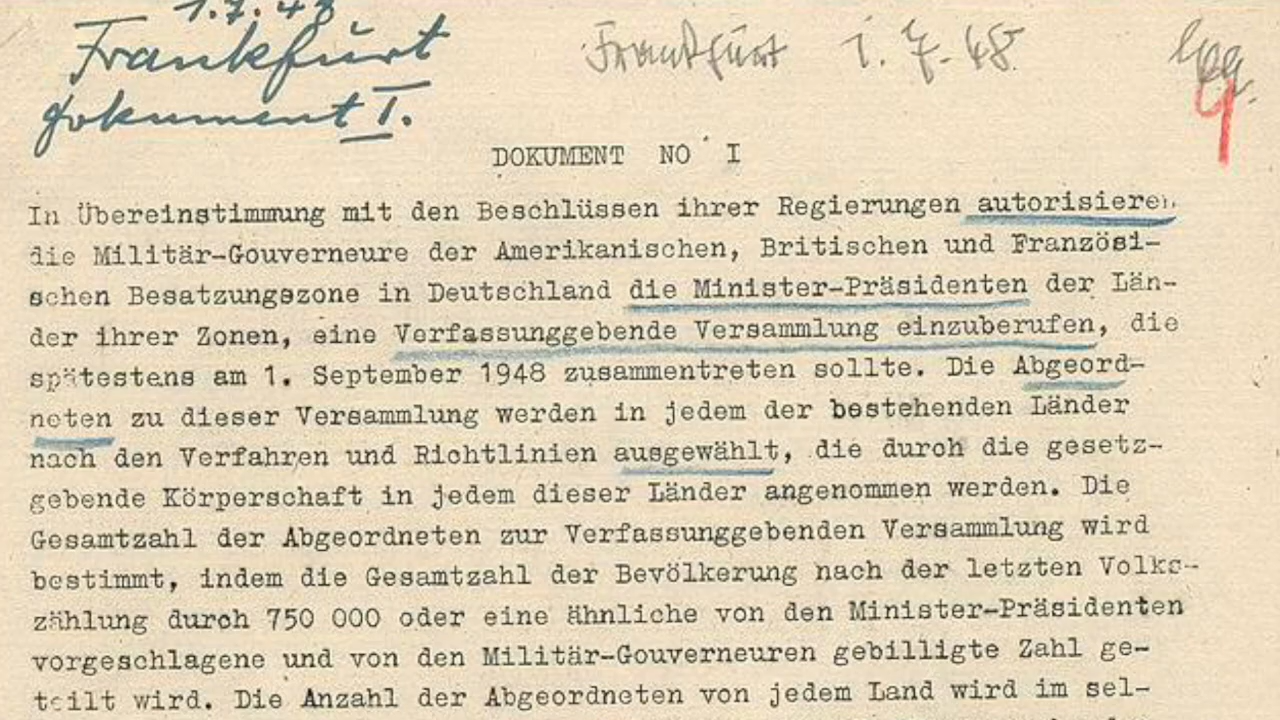 1.7.48
Frankfurt
Dokument I.
Frankfurt 1.7.48
DOKUMENT NO I
In Übereinstimmung mit den Beschlüssen ihrer Regierungen autorisieren
die Militär-Gouverneure der Amerikanischen, Britischen und Französi-
schen Besatzungszone in Deutschland die Minister-Präsidenten der Län-
der ihrer Zonen, eine Verfassunggebende Versammlung einzuberufen, die
spätestens am 1. September 1948 zusammentreten sollte. Die Abgeord-
neten zu dieser Versammlung werden in jedem der bestehenden Länder
nach den Verfahren und Richtlinien ausgewählt, die durch die gesetz-
gebende Körperschaft in jedem dieser Länder angenommen werden. Die
Gesamtzahl der Abgeordneten zur Verfassunggebenden Versammlung wird
bestimmt, indem die Gesamtzahl der Bevölkerung nach der letzten Volks-
zählung durch 750 000 oder eine ähnliche von den Minister-Präsidenten
vorgeschlagene und von den Militär-Gouverneuren gebilligte Zahl ge-
teilt wird. Die Anzahl der Abgeordneten von jedem Land wird im sel-